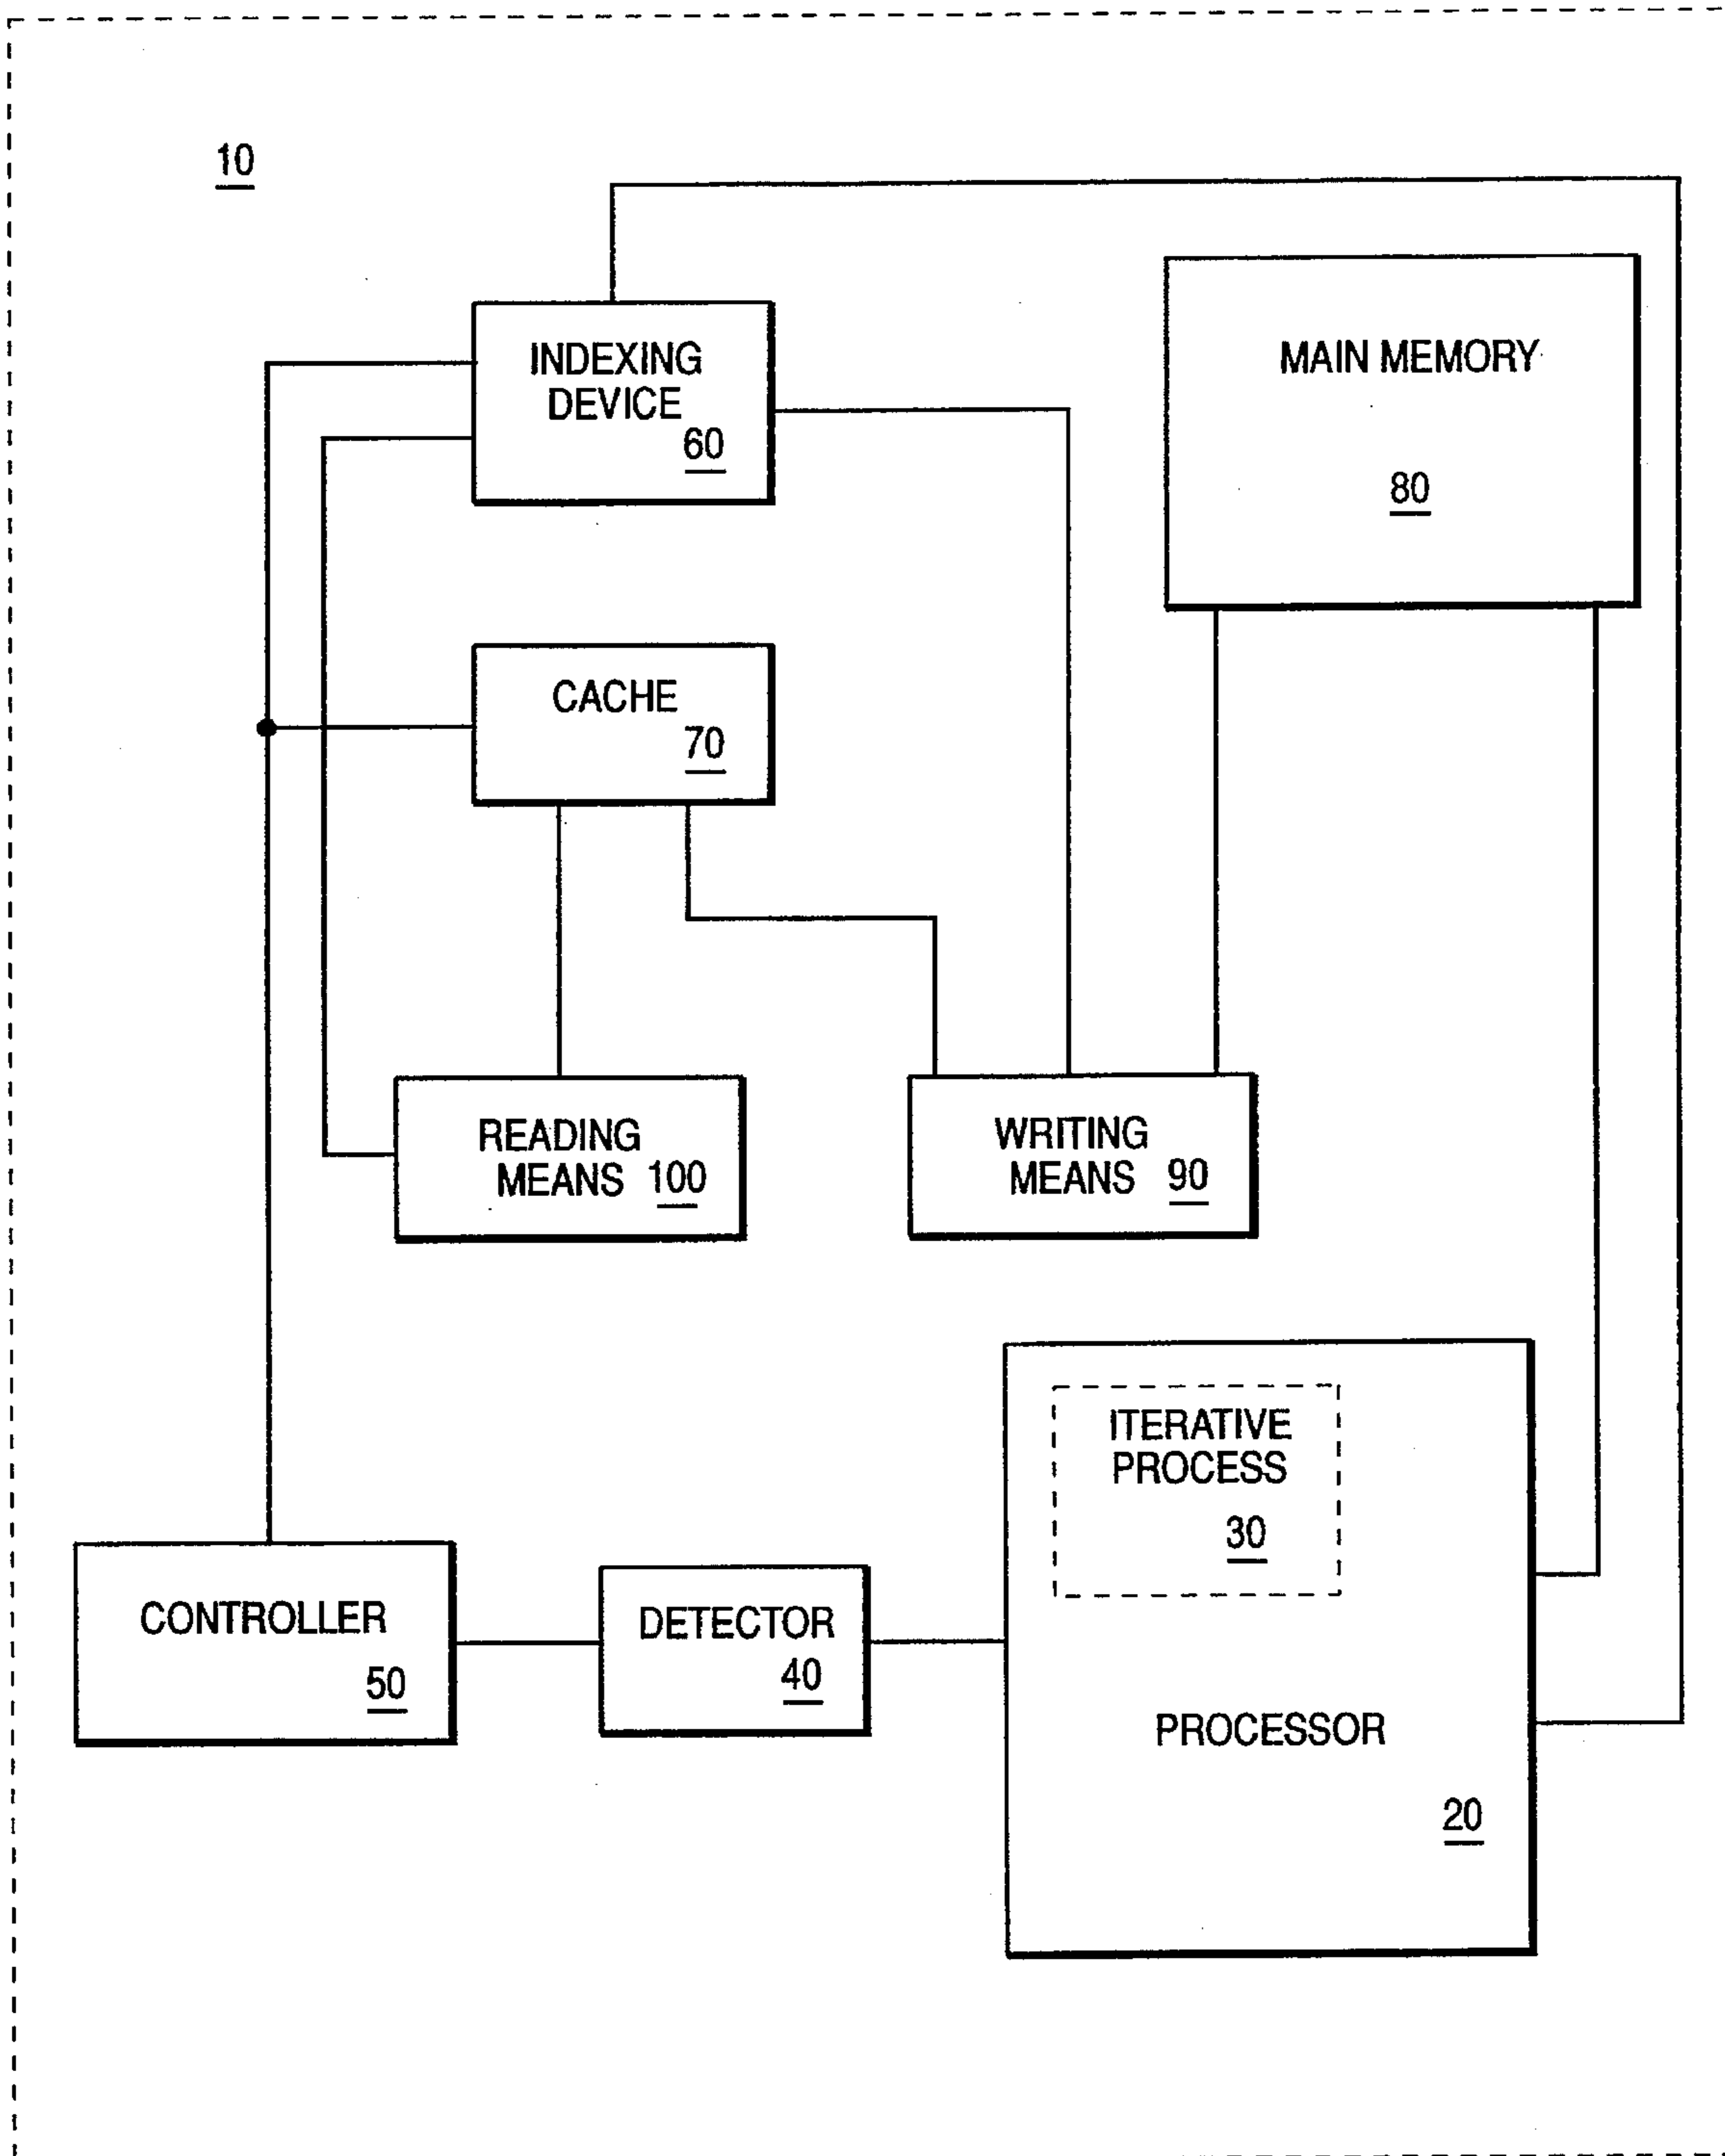 10
INDEXING
DEVICE
60
MAIN MEMORY
80
CACHE
70
READING
MEANS 100
WRITING
MEANS 90
ITERATIVE
PROCESS
30
CONTROLLER
50
DETECTOR
40
PROCESSOR
20